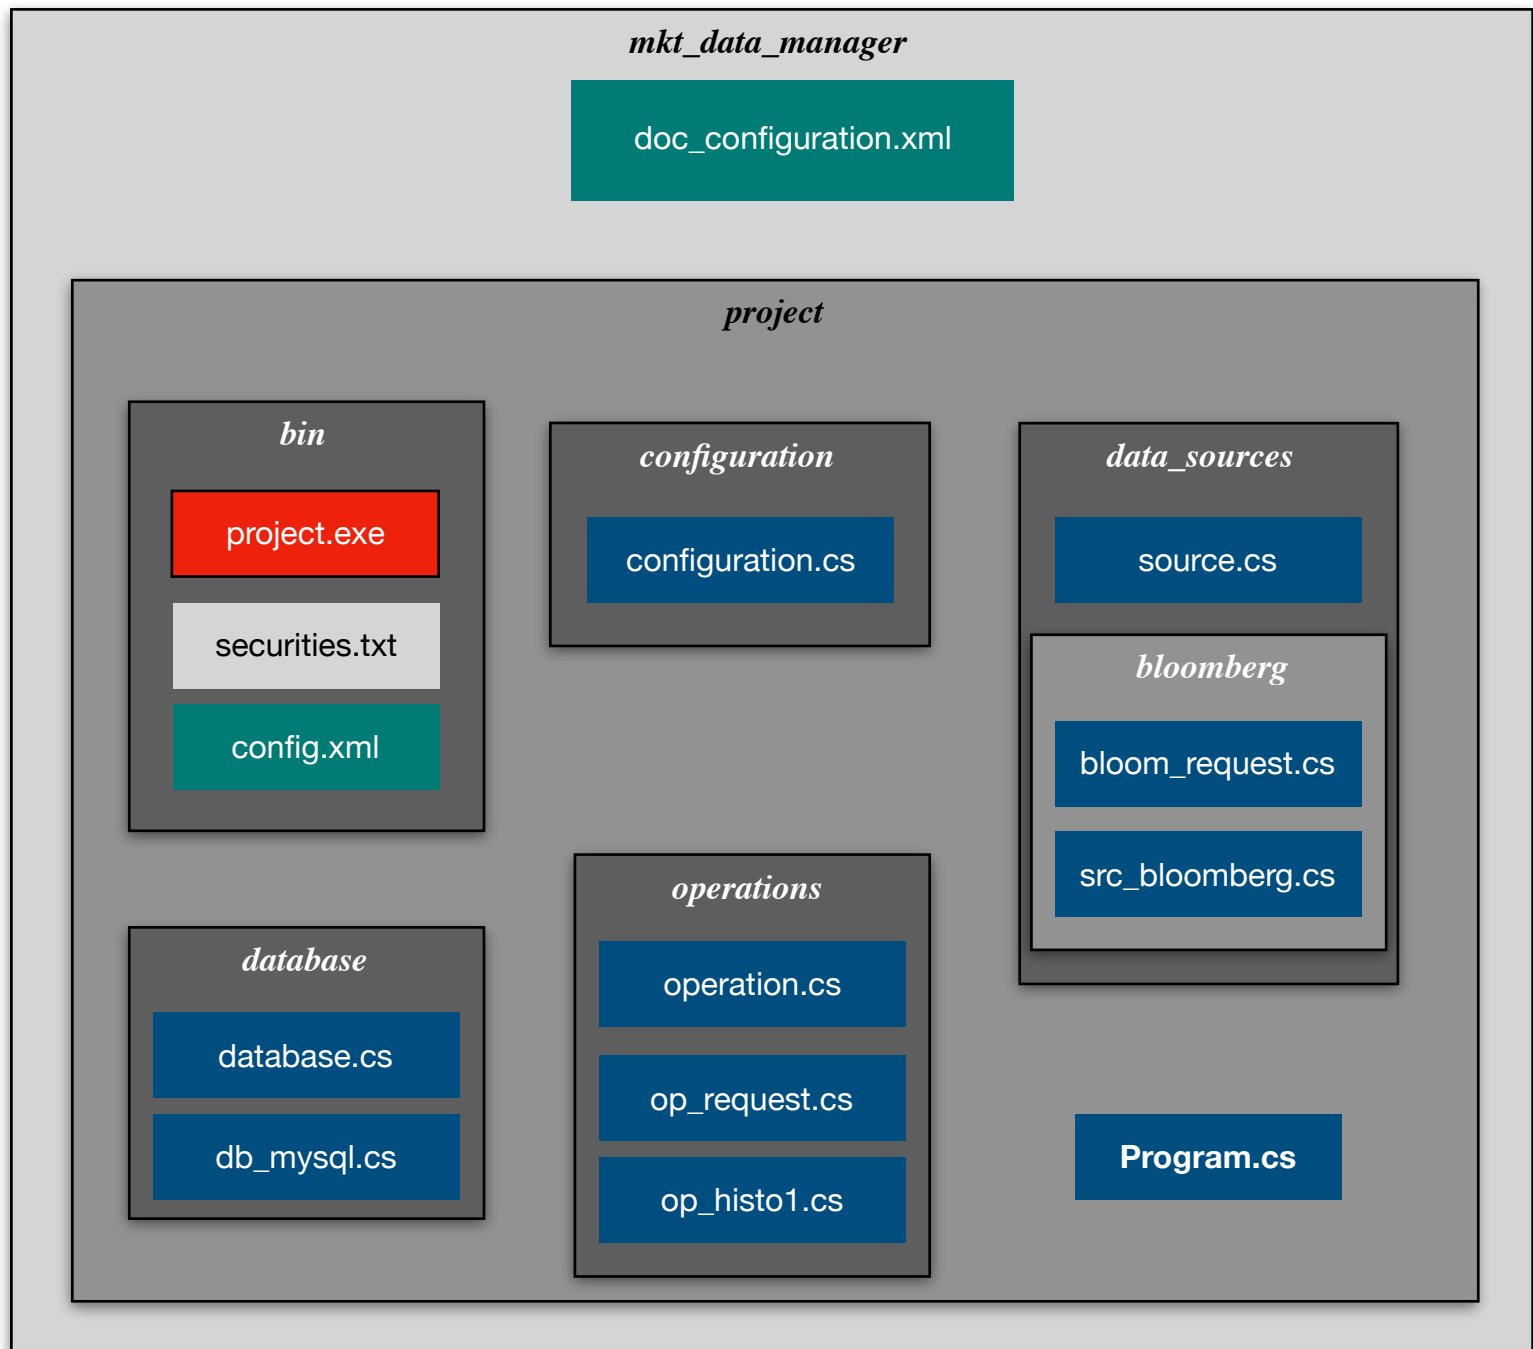 mkt_data_manager
doc_configuration.xml
project
bin
project.exe
securities.txt
config.xml
configuration
configuration.cs
data_sources
source.cs
bloomberg
bloom_request.cs
src_bloomberg.cs
database
database.cs
db_mysql.cs
operations
operation.cs
op_request.cs
op_histo1.cs
Program.cs